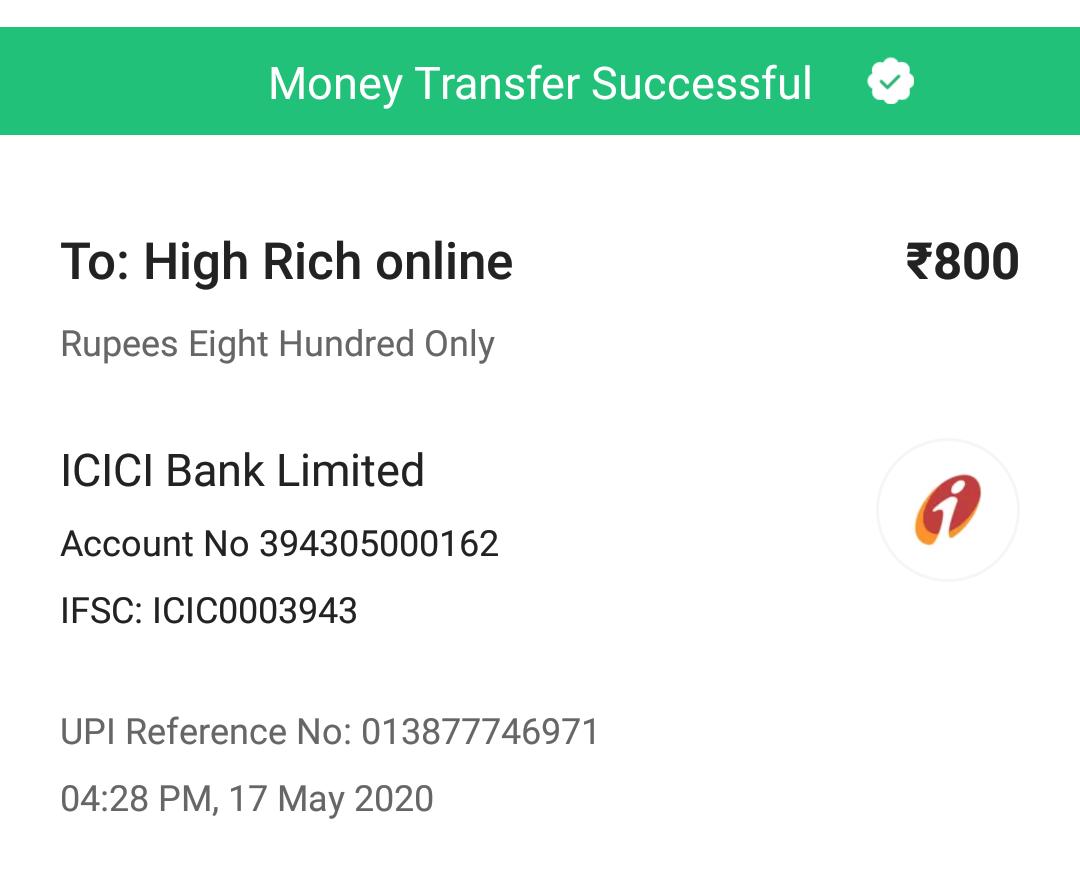 Money Transfer Successful
To: High Rich online
₹800
Rupees Eight Hundred Only
ICICI Bank Limited
Account No 394305000162
IFSC: ICIC0003943
UPI Reference No: 013877746971
04:28 PM, 17 May 2020